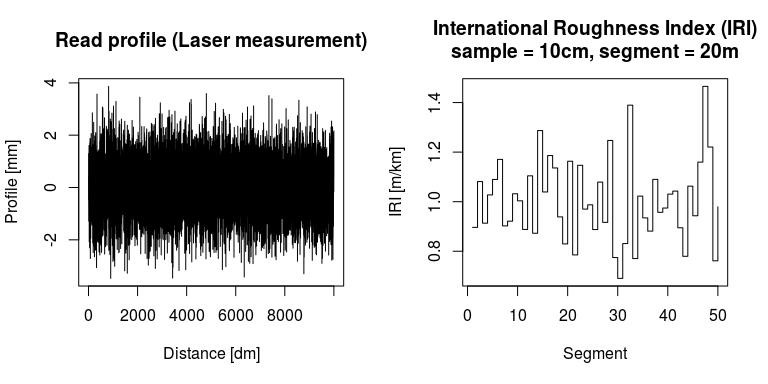 Read profile (Laser measurement)
Profile [mm]
4
2
0
-2
0 2000 4000 6000 8000
Distance [dm]
International Roughness Index (IRI)
sample = 10cm, segment = 20m
IRI [m/km]
1.4
1.2
1.0
0.8
0 10 20 30 40 50
Segment